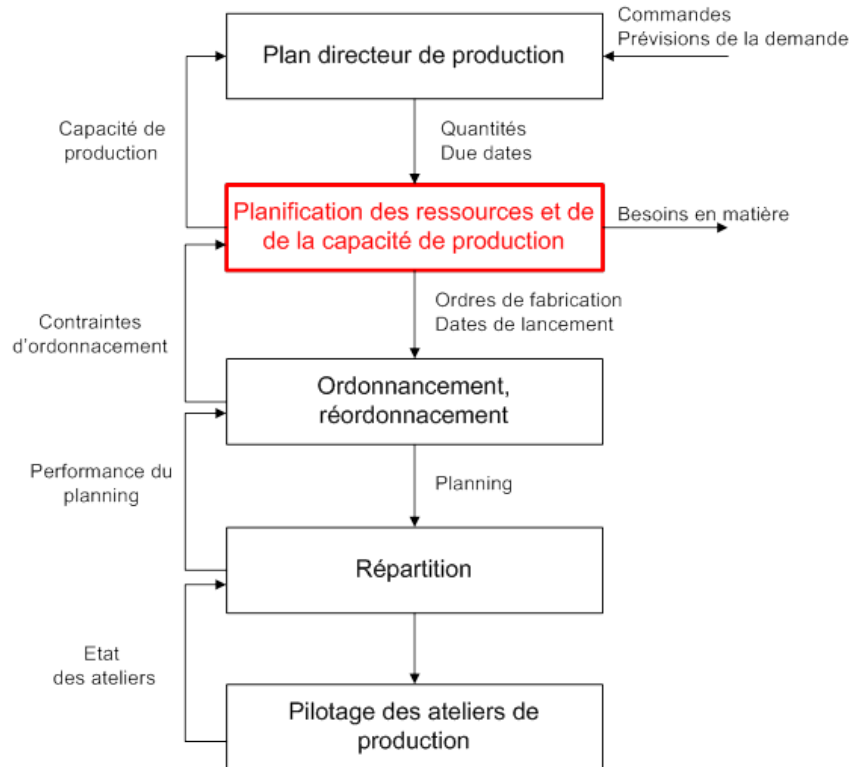 Commandes
Prévisions de la demande
Plan directeur de production
Capacité de
production
Quantités
Due dates
Planification des ressources et de
de la capacité de production
Besoins en matière
Ordres de fabrication
Dates de lancement
Contraintes
d'ordonnacement
Ordonnancement,
réordonnacement
Performance du
planning
Planning
Répartition
Etat
des ateliers
Pilotage des ateliers de
production